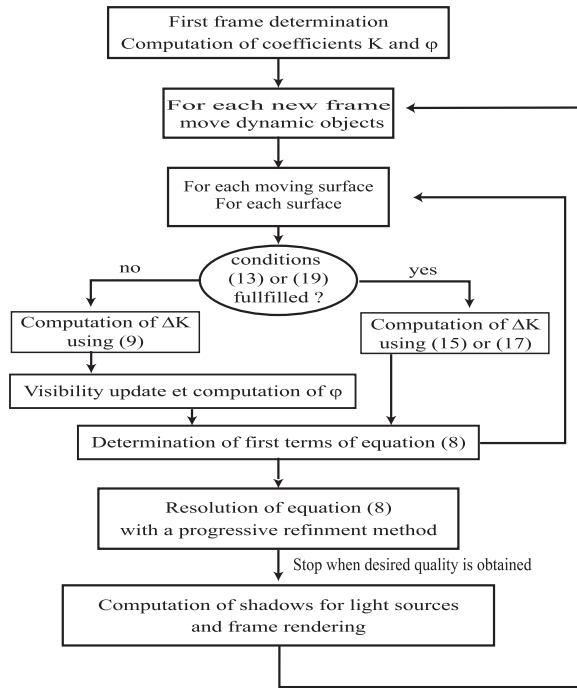 First frame determination
Computation of coefficients K and φ
For each new frame
move dynamic objects
For each moving surface
For each surface
conditions
(13) or (19)
fullfilled ?
no
yes
Computation of ΔK
using (9)
Computation of ΔK
using (15) or (17)
Visibility update et computation of φ
Determination of first terms of equation (8)
Resolution of equation (8)
with a progressive refinment method
Stop when desired quality is obtained
Computation of shadows for light sources
and frame rendering